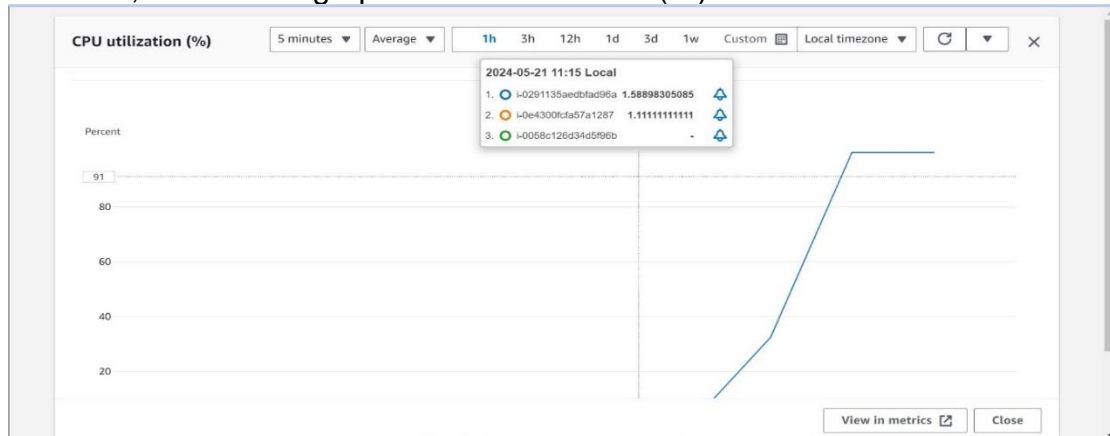 CPU utilization (%) 5 minutes Average 1h 3h 12h 1d 3d 1w Custom Local timezone
2024-05-21 11:15 Local
1. i-0291135aedbfad96a 1.58898305085
2. i-0e4300fcfa57a1287 1.11111111111
3. i-0058c126d34d5f96b -
Percent
91
80
60
40
20
View in metrics Close